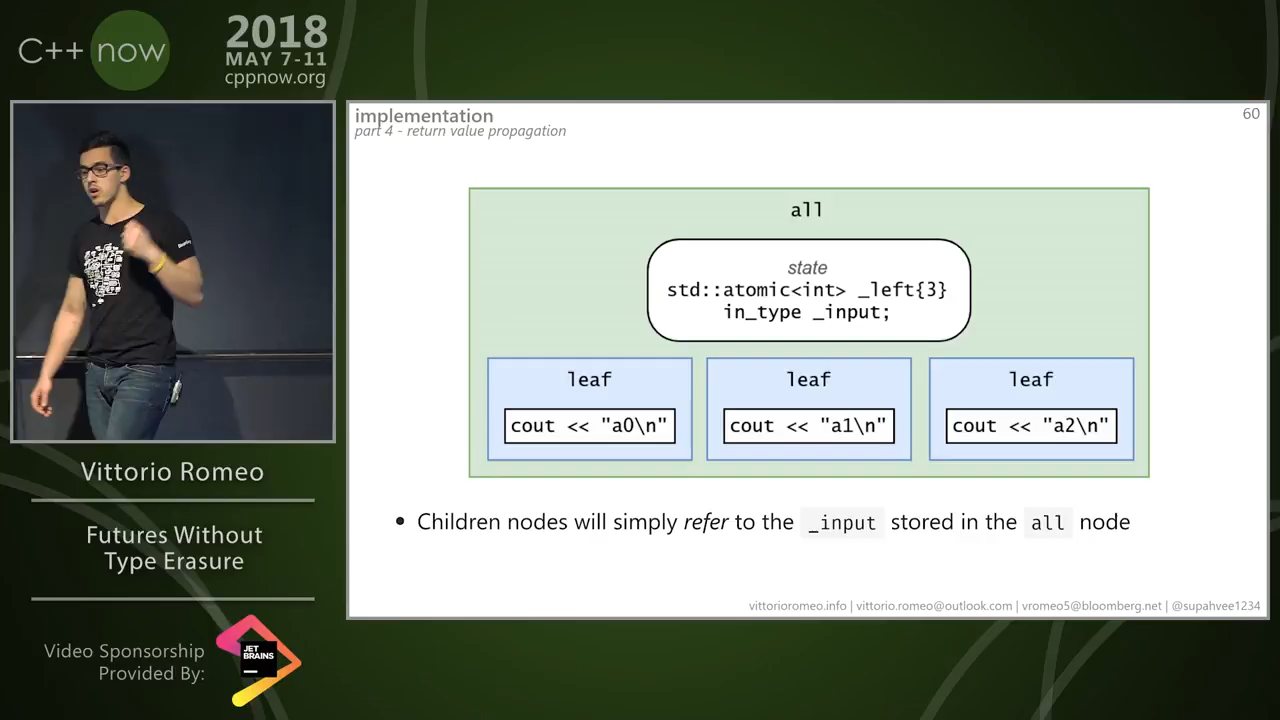 C++ now
2018
MAY 7-11
cppnow.org
implementation
part 4 - return value propagation
60
all
state
std::atomic<int> _left{3}
in_type _input;
leaf
leaf
leaf
cout << "a0\n"
cout << "a1\n"
cout << "a2\n"
• Children nodes will simply refer to the _input stored in the all node
vittorioromeo.info | vittorio.romeo@outlook.com | vromeo5@bloomberg.net | @supahvee1234
Vittorio Romeo
Futures Without
Type Erasure
Video Sponsorship
Provided By:
JET
BRAINS